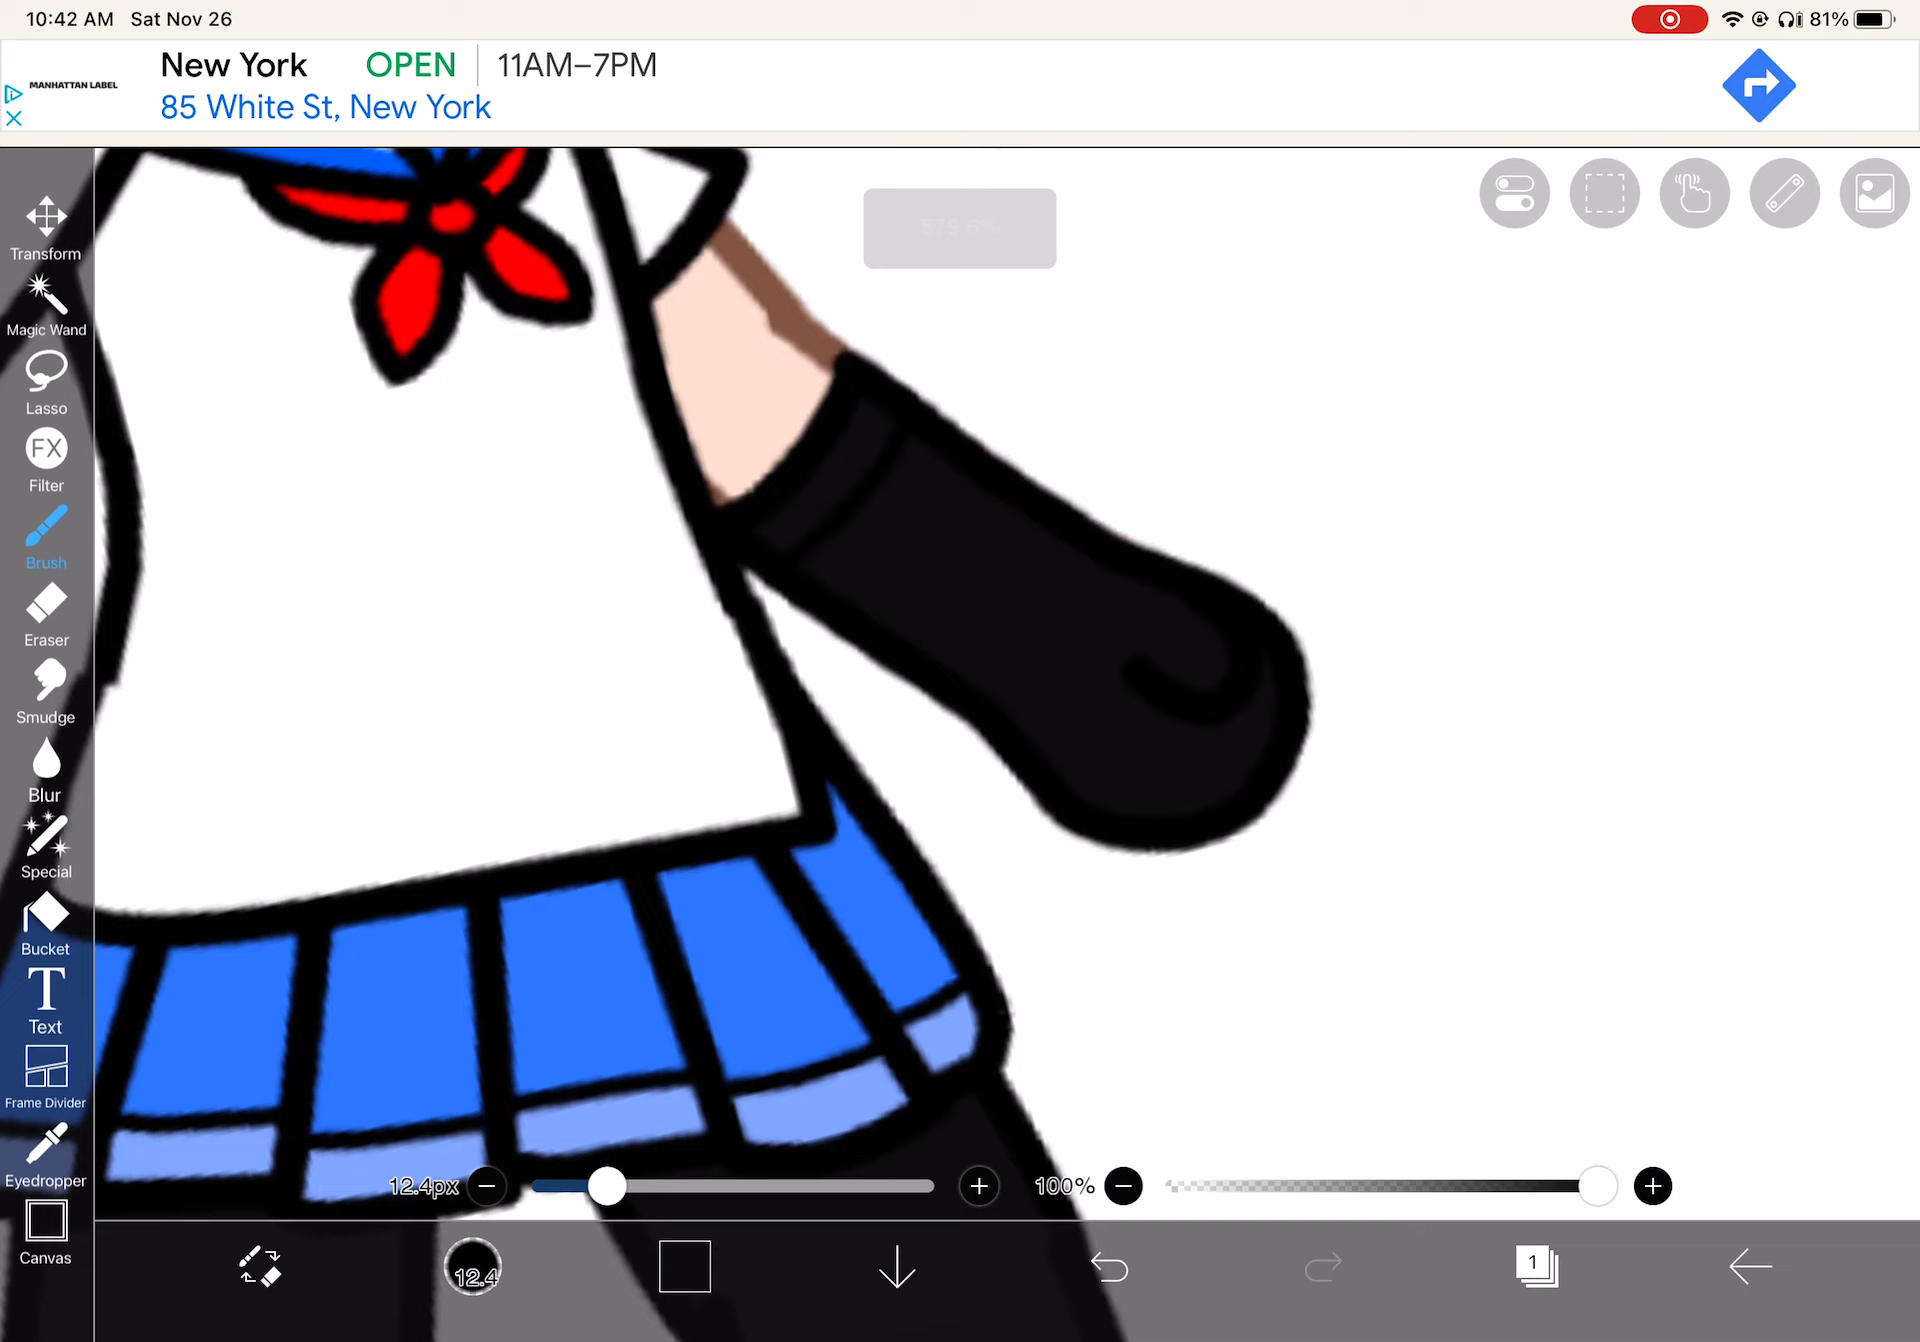 10:42 AM Sat Nov 26
81%
MANHATTAN LABEL
New York OPEN 11AM–7PM
85 White St, New York
579.6%
Transform
Magic Wand
Lasso
FX
Filter
Brush
Eraser
Smudge
Blur
Special
Bucket
T
Text
Frame Divider
Eyedropper
Canvas
12.4px
100%
12.4
1